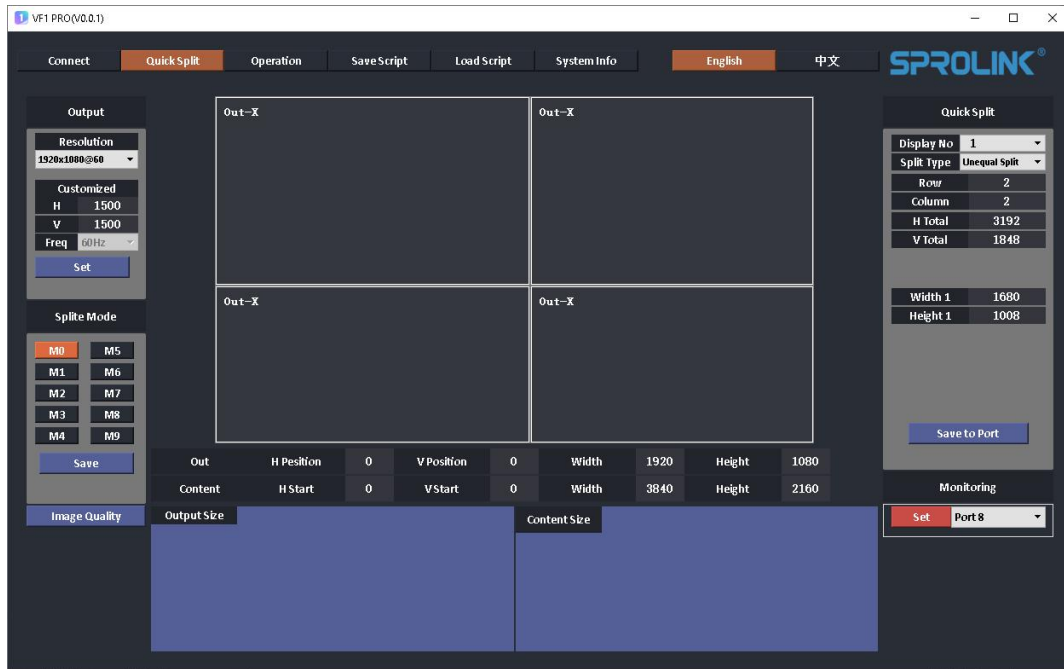 VF1 PRO(V0.0.1)
Connect Quick Split Operation Save Script Load Script System Info English 中文 SPROLINK®
Output
Resolution
1920x1080@60
Customized
H 1500
V 1500
Freq 60Hz
Set
Splite Mode
M0 M5
M1 M6
M2 M7
M3 M8
M4 M9
Save
Image Quality
Out-X Out-X
Out-X Out-X
Out H Pesition 0 V Position 0 Width 1920 Height 1080
Content H Start 0 V Start 0 Width 3840 Height 2160
Output Size Content Size
Quick Split
Display No 1
Split Type Unequal Split
Row 2
Column 2
H Total 3192
V Total 1848
Width 1 1680
Height 1 1008
Save to Port
Monitoring
Set Port 8